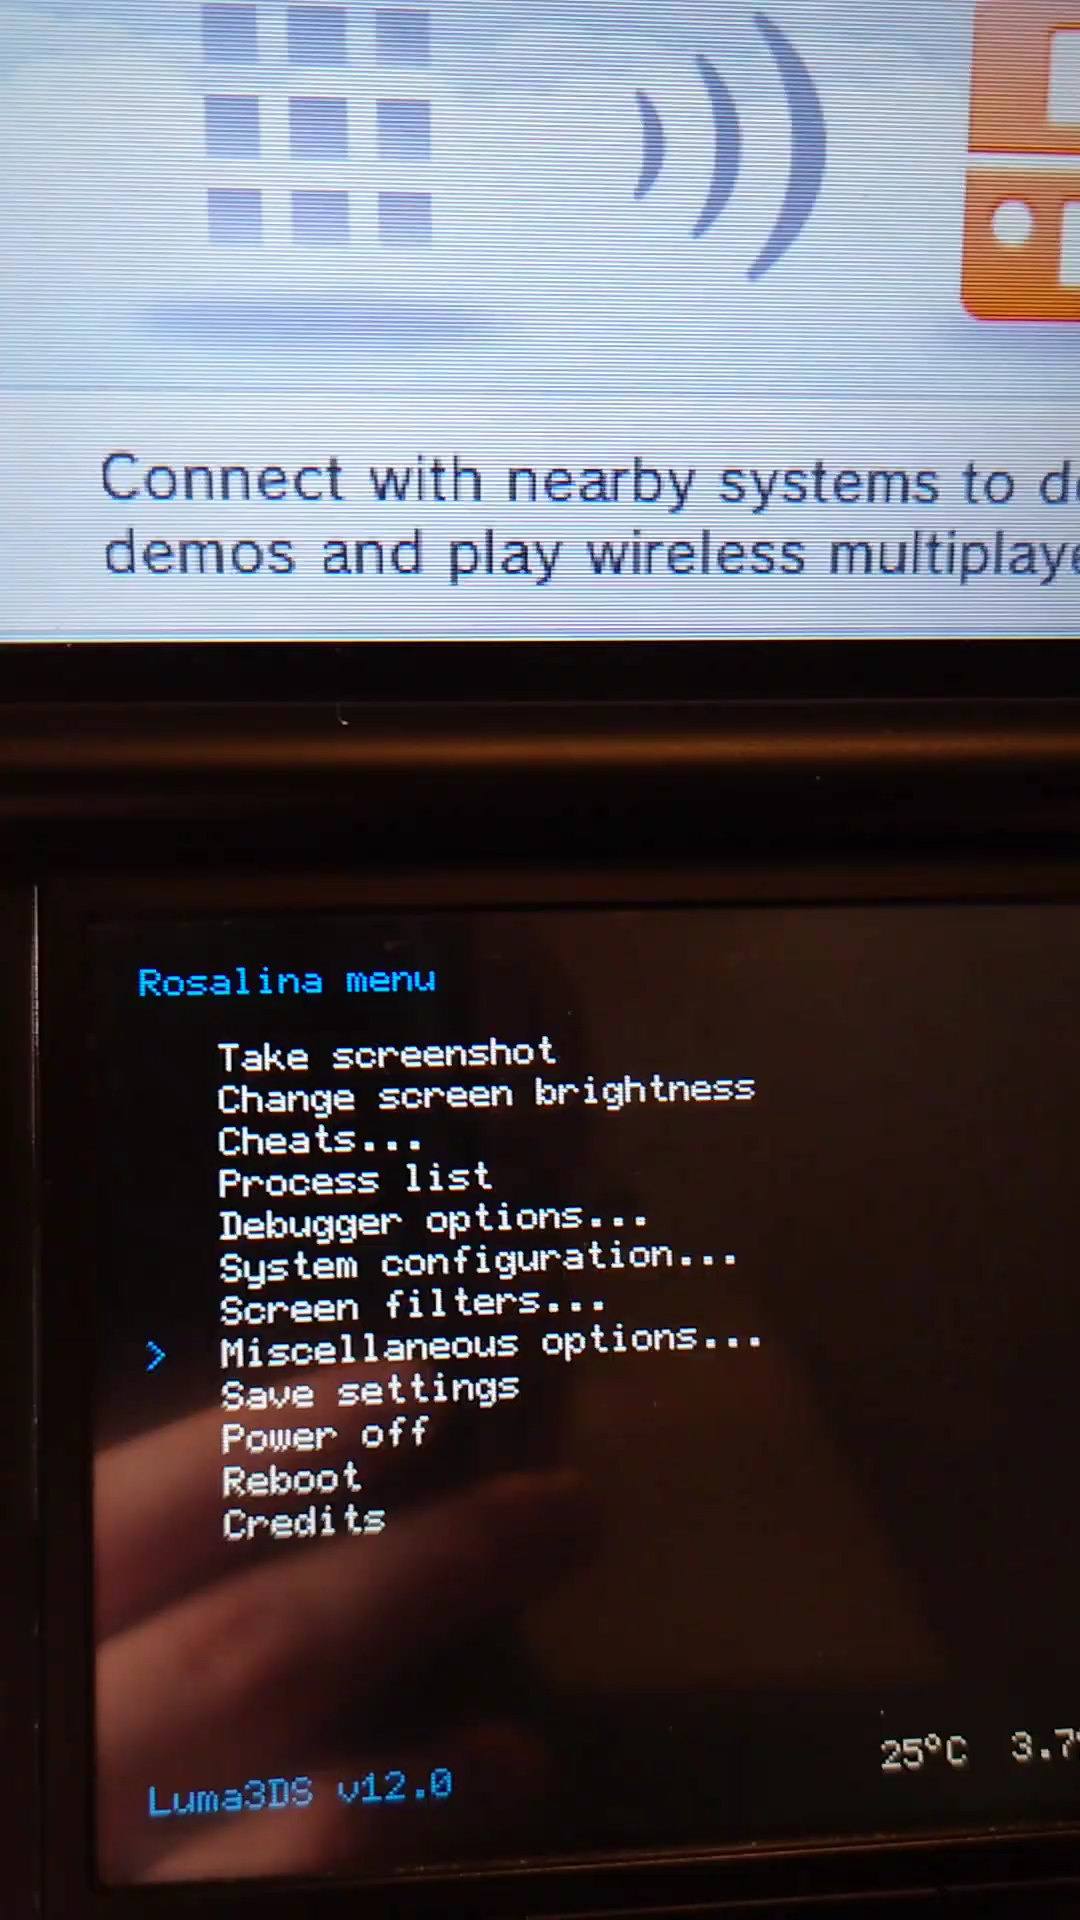 Connect with nearby systems to
demos and play wireless
Rosalina menu
Take screenshot
Change screen brightness
Cheats...
Process list
Debugger options...
System configuration...
Screen filters...
> Miscellaneous options...
Save settings
Power off
Reboot
Credits
25°C
Luma3DS v12.0